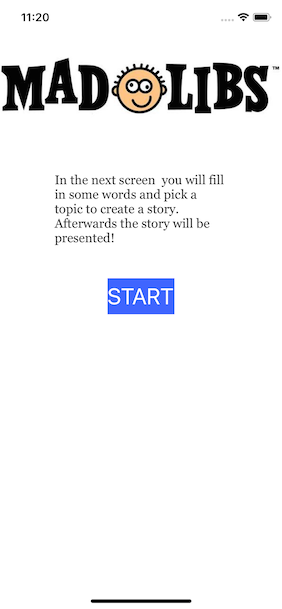 11:20
MAD LIBS™
In the next screen you will fill
in some words and pick a
topic to create a story.
Afterwards the story will be
presented!
START